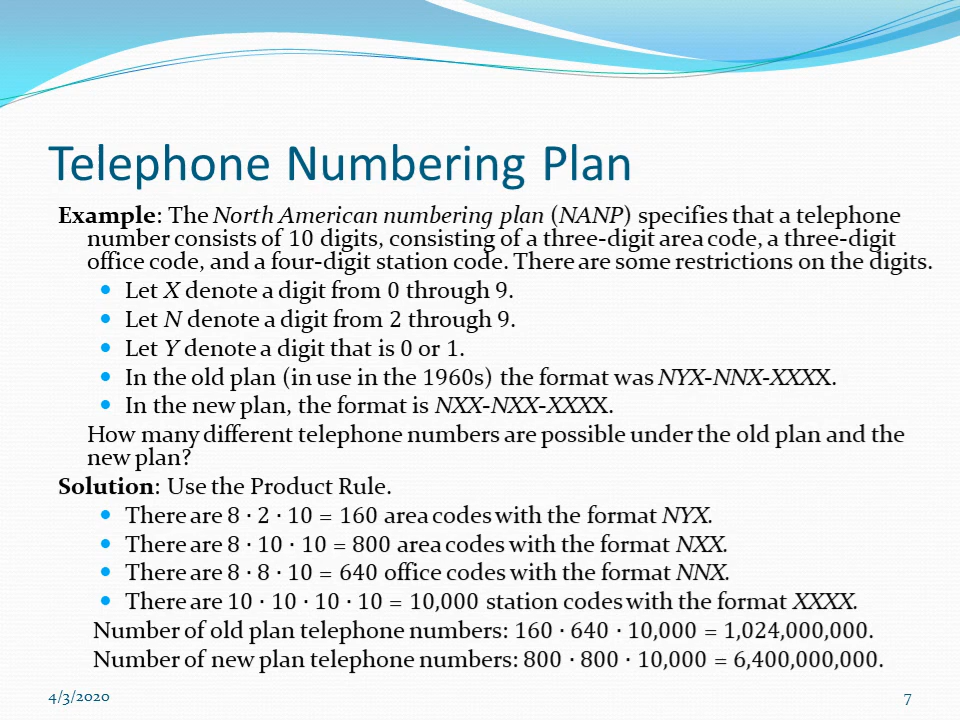 Telephone Numbering Plan
Example: The North American numbering plan (NANP) specifies that a telephone
number consists of 10 digits, consisting of a three-digit area code, a three-digit
office code, and a four-digit station code. There are some restrictions on the digits.
• Let X denote a digit from 0 through 9.
• Let N denote a digit from 2 through 9.
• Let Y denote a digit that is 0 or 1.
• In the old plan (in use in the 1960s) the format was NYX-NNX-XXXX.
• In the new plan, the format is NXX-NXX-XXXX.
How many different telephone numbers are possible under the old plan and the
new plan?
Solution: Use the Product Rule.
• There are 8 ∙ 2 ∙ 10 = 160 area codes with the format NYX.
• There are 8 ∙ 10 ∙ 10 = 800 area codes with the format NXX.
• There are 8 ∙ 8 ∙ 10 = 640 office codes with the format NNX.
• There are 10 ∙ 10 ∙ 10 ∙ 10 = 10,000 station codes with the format XXXX.
Number of old plan telephone numbers: 160 ∙ 640 ∙ 10,000 = 1,024,000,000.
Number of new plan telephone numbers: 800 ∙ 800 ∙ 10,000 = 6,400,000,000.
4/3/2020
7